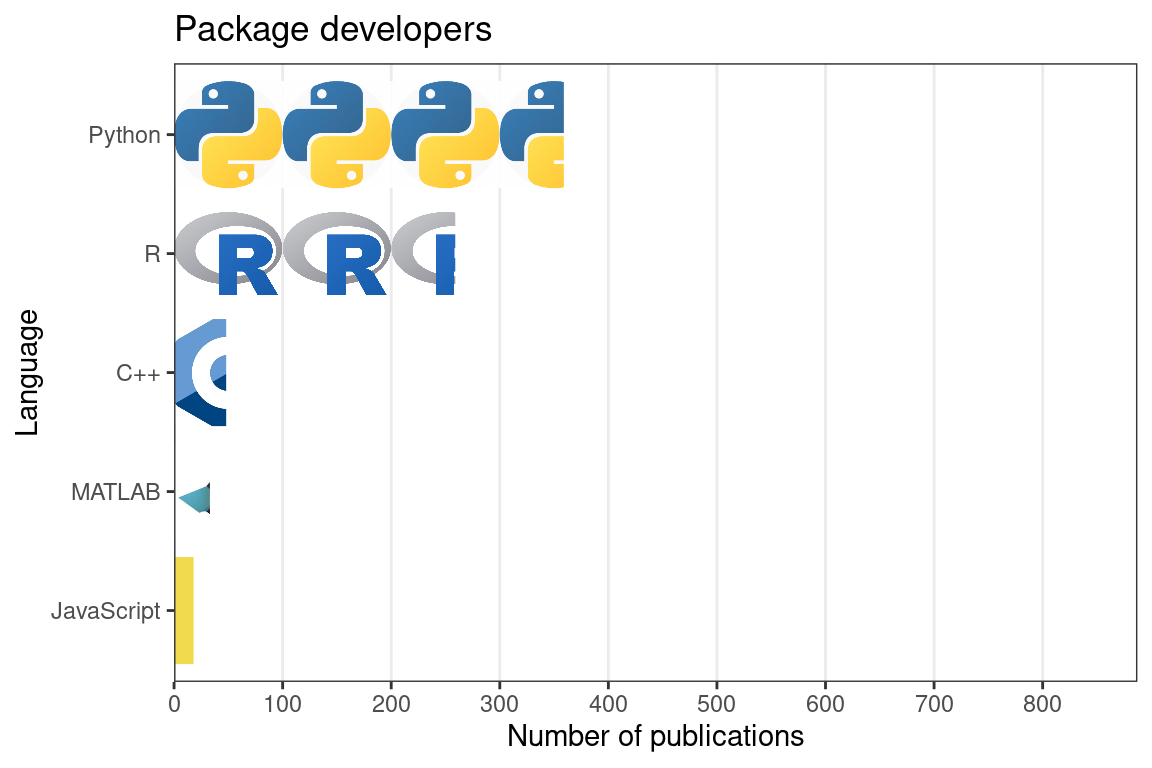 Package developers
Language
Python
R
C++
MATLAB
JavaScript
R R
0 100 200 300 400 500 600 700 800
Number of publications